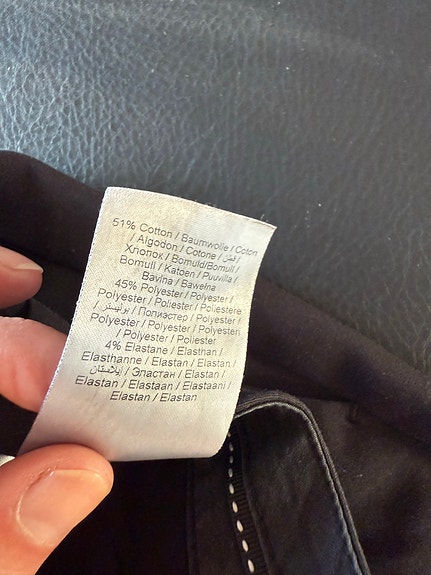 51% Cotton / Baumwolle / Coton
/ Algodon / Cotone / قطن /
Хлопок / Bomuld/Bomull /
Bomull / Katoen / Puuvilla /
Bavlna / Bawełna
45% Polyester / Polyester /
Polyester / Poliester / Poliestere
/ بوليستر / Полиэстер / Polyester /
Polyester / Polyester / Polyesteri
/ Polyester / Poliester
4% Elastane / Elasthan /
Elasthanne / Elastan / Elastan /
إيلاستان / Эластан / Elastan /
Elastan / Elastaan / Elastaani /
Elastan / Elastan